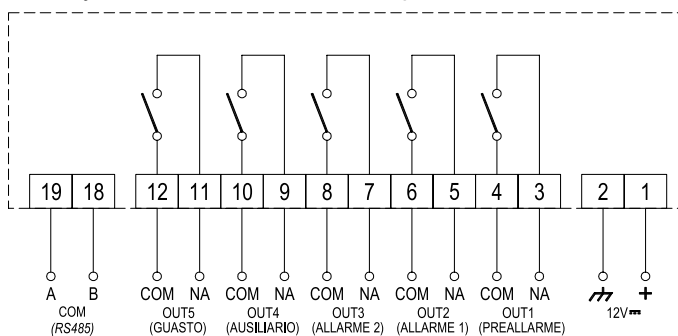 19 18 12 11 10 9 8 7 6 5 4 3 2 1
A B COM NA COM NA COM NA COM NA COM NA +
COM OUT5 OUT4 OUT3 OUT2 OUT1 12V
(RS485) (GUASTO) (AUSILIARIO) (ALLARME 2) (ALLARME 1) (PREALLARME)